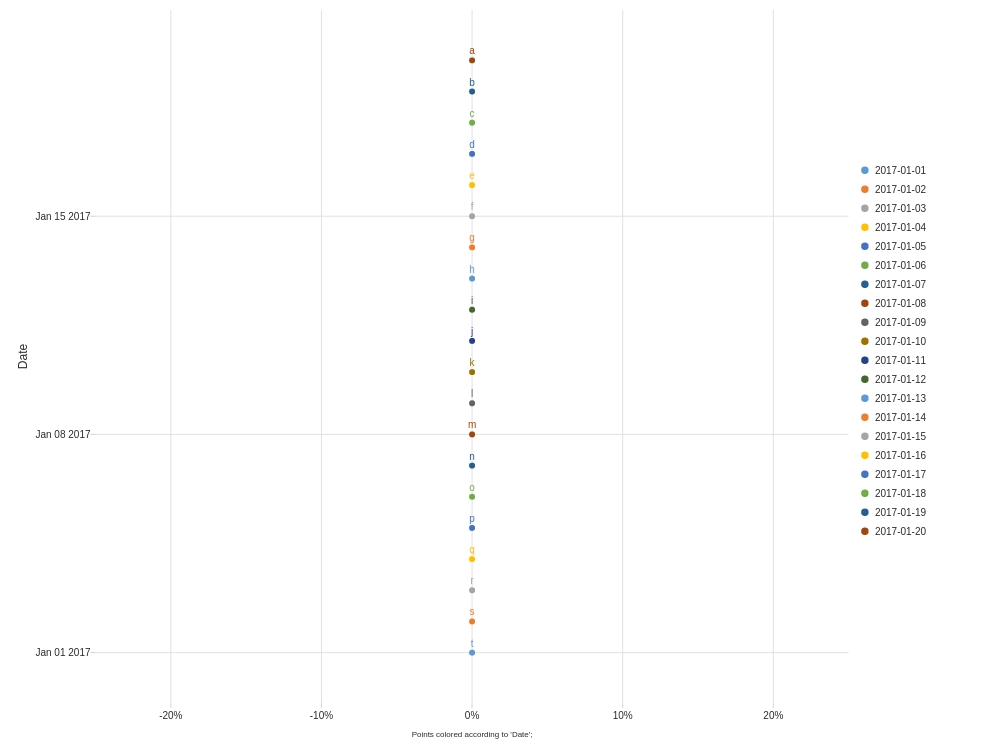 a
b
c
d
e
f
g
h
i
j
k
l
m
n
o
p
q
r
s
t
Jan 15 2017
Jan 08 2017
Jan 01 2017
Date
-20%
-10%
0%
10%
20%
Points colored according to 'Date';
2017-01-01
2017-01-02
2017-01-03
2017-01-04
2017-01-05
2017-01-06
2017-01-07
2017-01-08
2017-01-09
2017-01-10
2017-01-11
2017-01-12
2017-01-13
2017-01-14
2017-01-15
2017-01-16
2017-01-17
2017-01-18
2017-01-19
2017-01-20